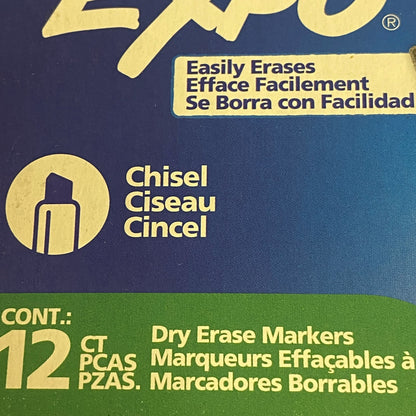 EXPO®
Easily Erases
Efface Facilement
Se Borra con Facilidad
Chisel
Ciseau
Cincel
CONT.:
12 CT
PCAS
PZAS.
Dry Erase Markers
Marqueurs Effaçables à
Marcadores Borrables